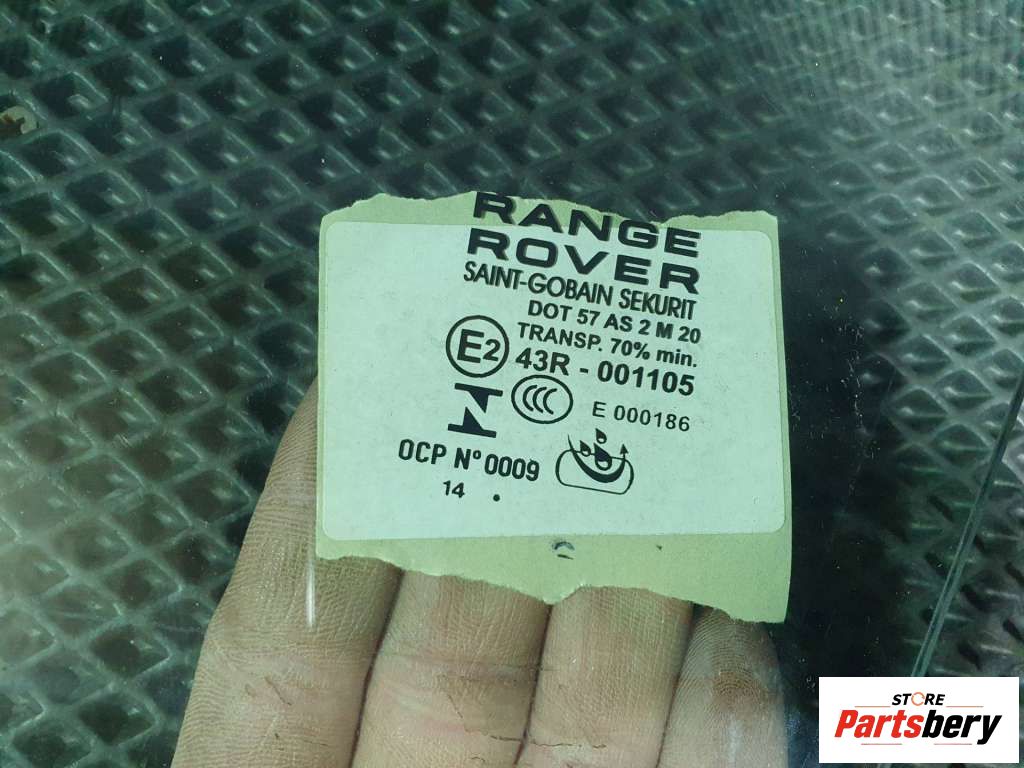 RANGE
ROVER
SAINT-GOBAIN SEKURIT
DOT 57 AS 2 M 20
TRANSP. 70% min.
E2 43R - 001105
CCC E 000186
OCP N° 0009
14 •
STORE
Partsbery